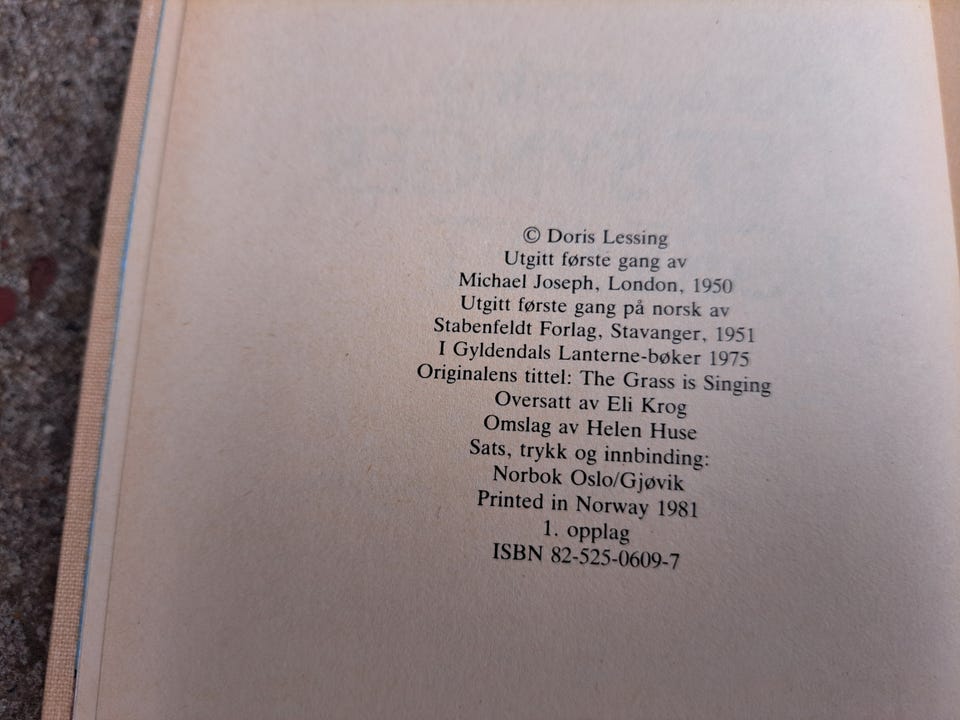 © Doris Lessing
Utgitt første gang av
Michael Joseph, London, 1950
Utgitt første gang på norsk av
Stabenfeldt Forlag, Stavanger, 1951
I Gyldendals Lanterne-bøker 1975
Originalens tittel: The Grass is Singing
Oversatt av Eli Krog
Omslag av Helen Huse
Sats, trykk og innbinding:
Norbok Oslo/Gjøvik
Printed in Norway 1981
1. opplag
ISBN 82-525-0609-7